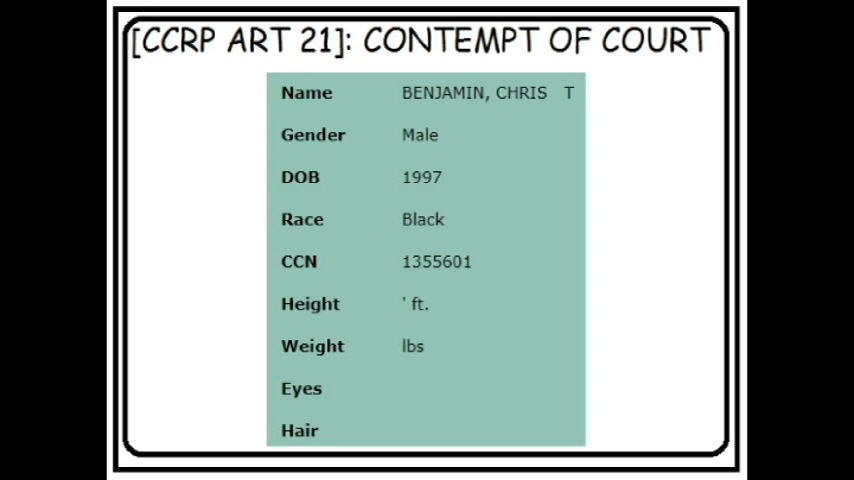 [CCRP ART 21]: CONTEMPT OF COURT
Name BENJAMIN, CHRIS T
Gender Male
DOB 1997
Race Black
CCN 1355601
Height ' ft.
Weight lbs
Eyes
Hair